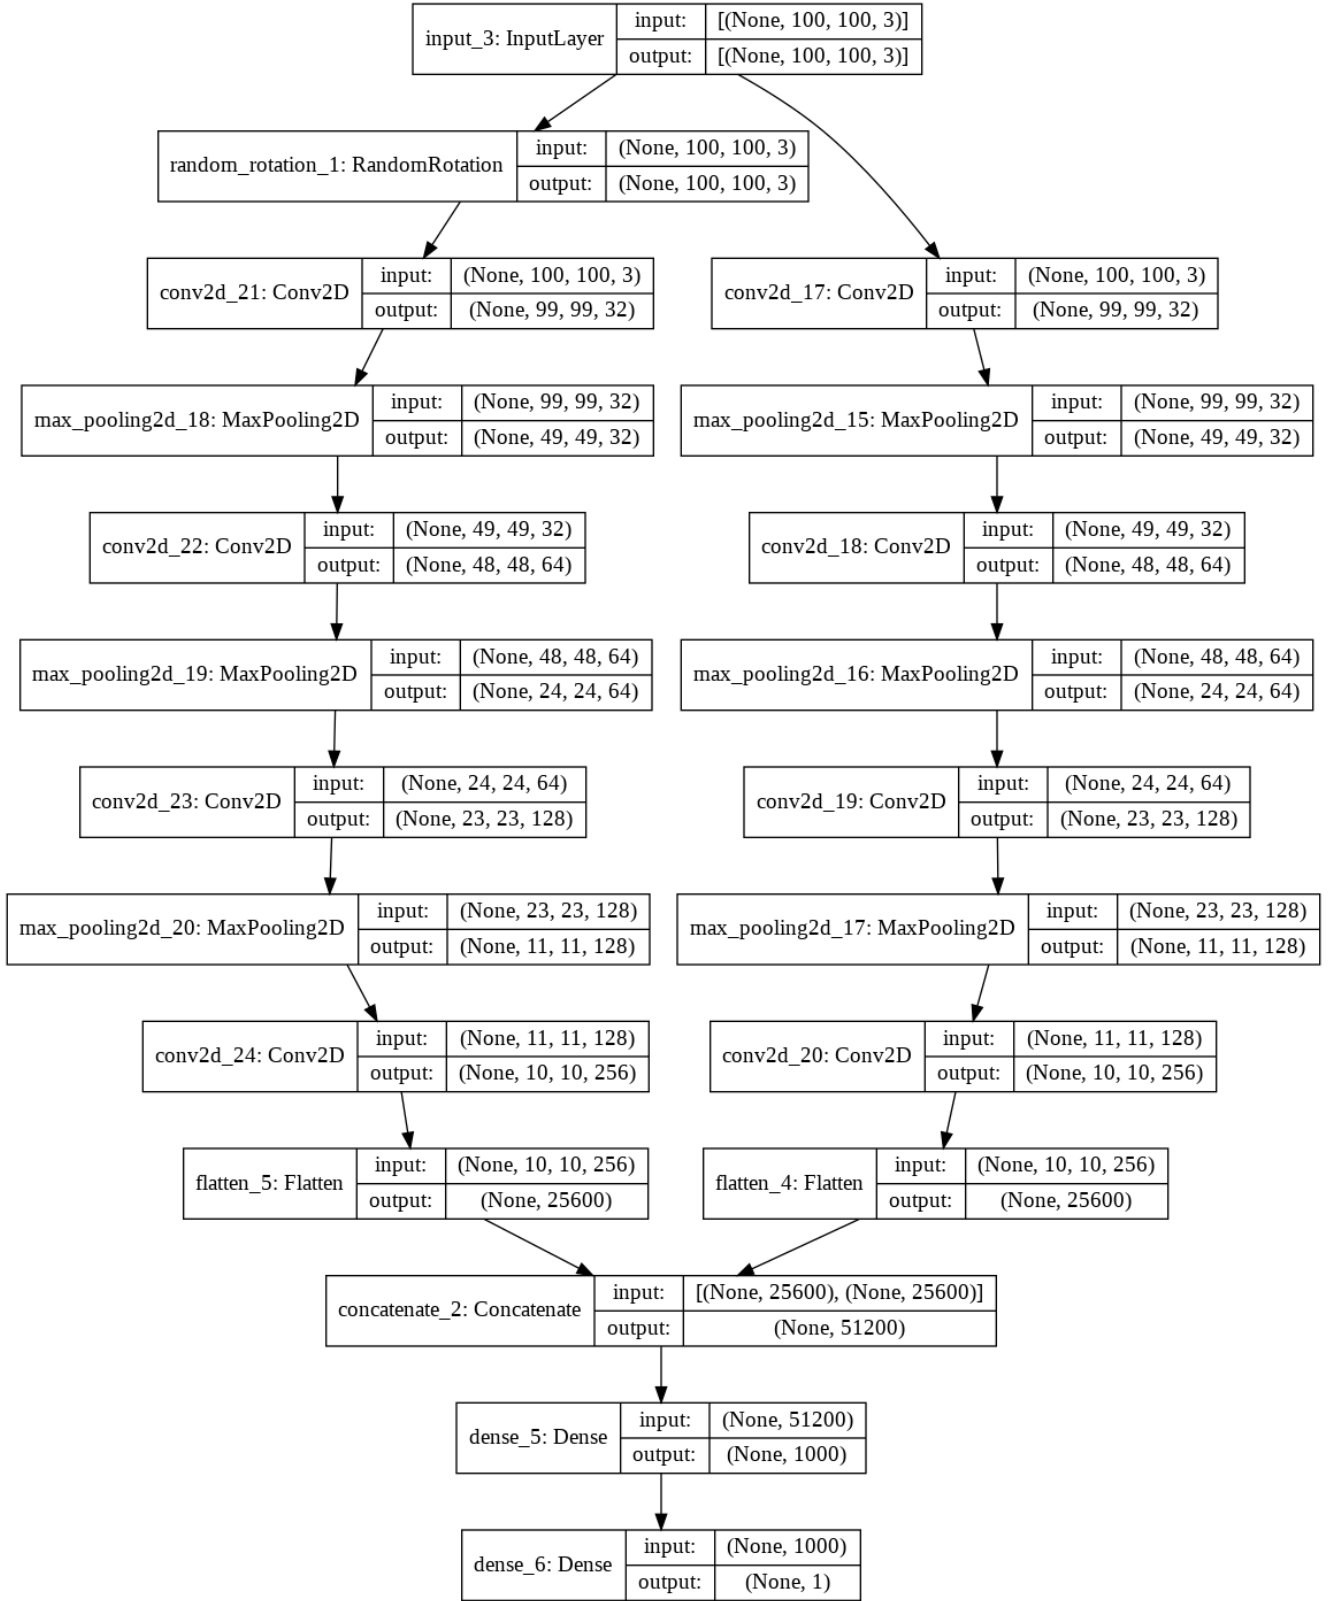 input_3: InputLayer
input: [(None, 100, 100, 3)]
output: [(None, 100, 100, 3)]
random_rotation_1: RandomRotation
input: (None, 100, 100, 3)
output: (None, 100, 100, 3)
conv2d_21: Conv2D
input: (None, 100, 100, 3)
output: (None, 99, 99, 32)
conv2d_17: Conv2D
input: (None, 100, 100, 3)
output: (None, 99, 99, 32)
max_pooling2d_18: MaxPooling2D
input: (None, 99, 99, 32)
output: (None, 49, 49, 32)
max_pooling2d_15: MaxPooling2D
input: (None, 99, 99, 32)
output: (None, 49, 49, 32)
conv2d_22: Conv2D
input: (None, 49, 49, 32)
output: (None, 48, 48, 64)
conv2d_18: Conv2D
input: (None, 49, 49, 32)
output: (None, 48, 48, 64)
max_pooling2d_19: MaxPooling2D
input: (None, 48, 48, 64)
output: (None, 24, 24, 64)
max_pooling2d_16: MaxPooling2D
input: (None, 48, 48, 64)
output: (None, 24, 24, 64)
conv2d_23: Conv2D
input: (None, 24, 24, 64)
output: (None, 23, 23, 128)
conv2d_19: Conv2D
input: (None, 24, 24, 64)
output: (None, 23, 23, 128)
max_pooling2d_20: MaxPooling2D
input: (None, 23, 23, 128)
output: (None, 11, 11, 128)
max_pooling2d_17: MaxPooling2D
input: (None, 23, 23, 128)
output: (None, 11, 11, 128)
conv2d_24: Conv2D
input: (None, 11, 11, 128)
output: (None, 10, 10, 256)
conv2d_20: Conv2D
input: (None, 11, 11, 128)
output: (None, 10, 10, 256)
flatten_5: Flatten
input: (None, 10, 10, 256)
output: (None, 25600)
flatten_4: Flatten
input: (None, 10, 10, 256)
output: (None, 25600)
concatenate_2: Concatenate
input: [(None, 25600), (None, 25600)]
output: (None, 51200)
dense_5: Dense
input: (None, 51200)
output: (None, 1000)
dense_6: Dense
input: (None, 1000)
output: (None, 1)